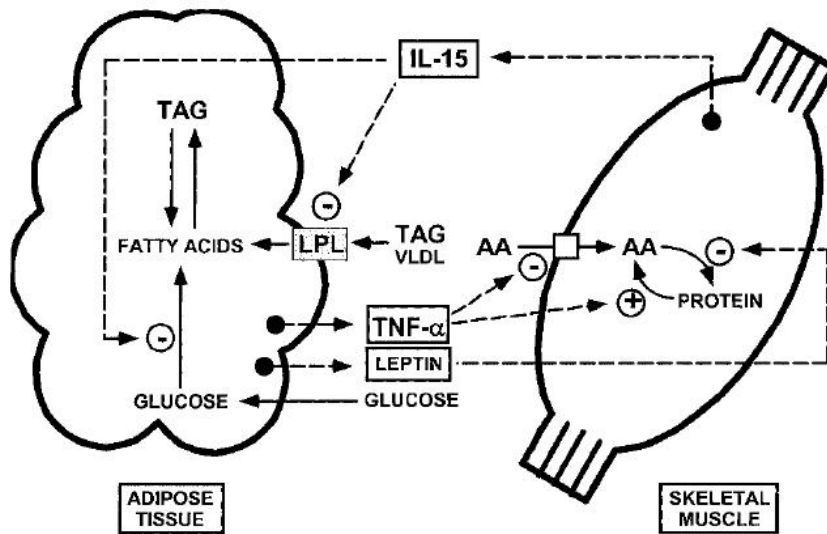 IL-15
TAG
-
FATTY ACIDS
LPL
TAG
VLDL
AA
AA
-
-
PROTEIN
+
TNF-α
-
LEPTIN
GLUCOSE
GLUCOSE
ADIPOSE
TISSUE
SKELETAL
MUSCLE